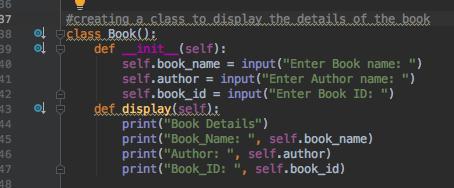 36
37 #creating a class to display the details of the book
38 class Book():
39     def __init__(self):
40         self.book_name = input("Enter Book name: ")
41         self.author = input("Enter Author name: ")
42         self.book_id = input("Enter Book ID: ")
43     def display(self):
44         print("Book Details")
45         print("Book_Name: ", self.book_name)
46         print("Author: ", self.author)
47         print("Book_ID: ", self.book_id)
48